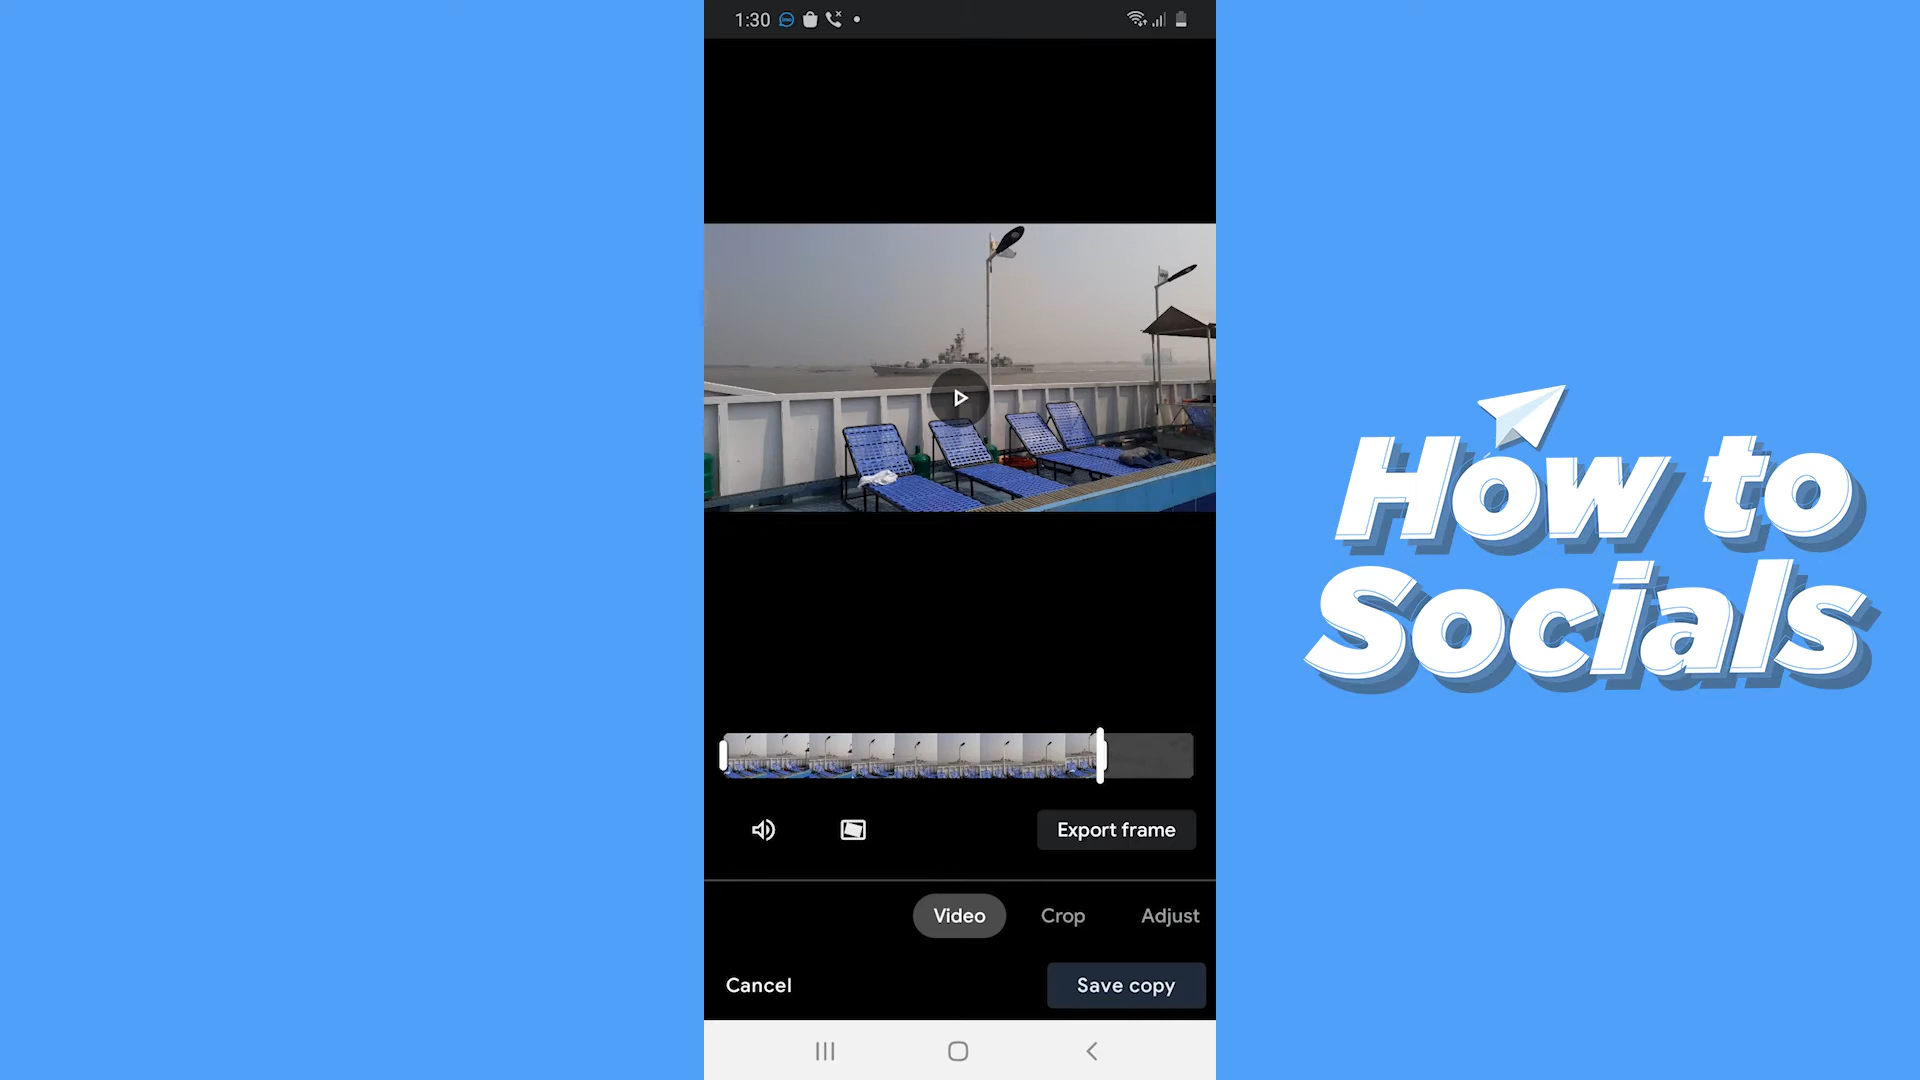 1:30
Export frame
Video Crop Adjust
Cancel Save copy
How to
Socials